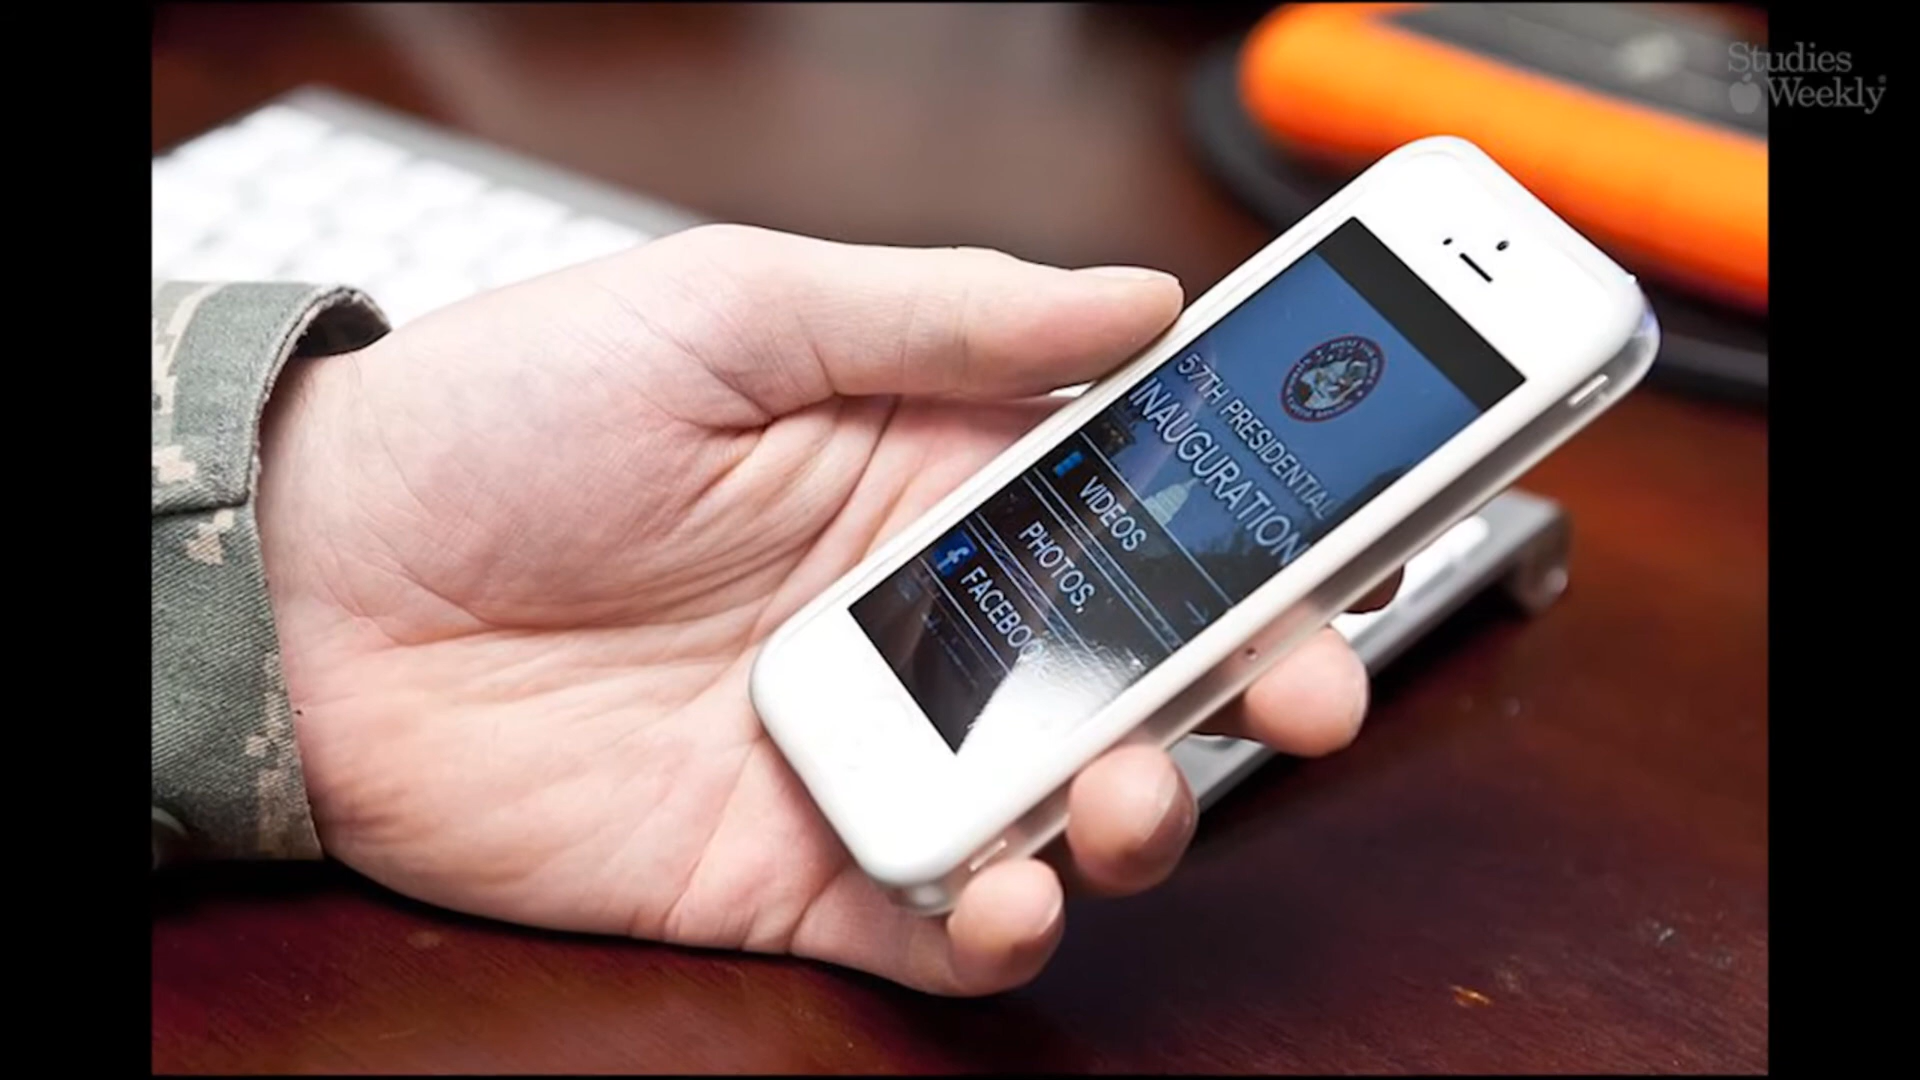 Studies
Weekly
57TH PRESIDENTIAL
INAUGURATION
VIDEOS
PHOTOS,
FACEBOOK